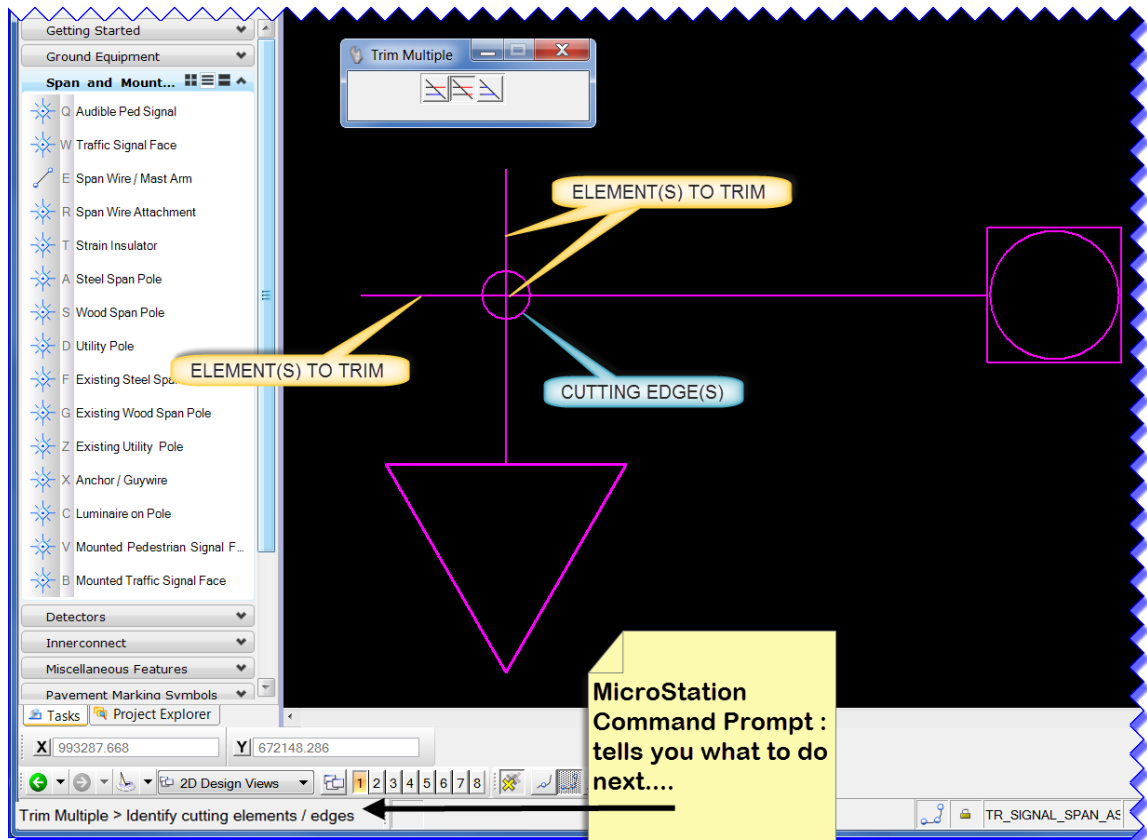 Getting Started
Ground Equipment
Span and Mount...
Q Audible Ped Signal
W Traffic Signal Face
E Span Wire / Mast Arm
R Span Wire Attachment
T Strain Insulator
A Steel Span Pole
S Wood Span Pole
D Utility Pole
F Existing Steel
G Existing Wood Span Pole
Z Existing Utility Pole
X Anchor / Guywire
C Luminaire on Pole
V Mounted Pedestrian Signal F...
B Mounted Traffic Signal Face
Detectors
Innerconnect
Miscellaneous Features
Pavement Marking Symbols
Tasks Project Explorer
Trim Multiple
ELEMENT(S) TO TRIM
ELEMENT(S) TO TRIM
CUTTING EDGE(S)
MicroStation
Command Prompt :
tells you what to do
next....
X 993287.668 Y 672148.286
2D Design Views 1 2 3 4 5 6 7 8
Trim Multiple > Identify cutting elements / edges
TR_SIGNAL_SPAN_AS